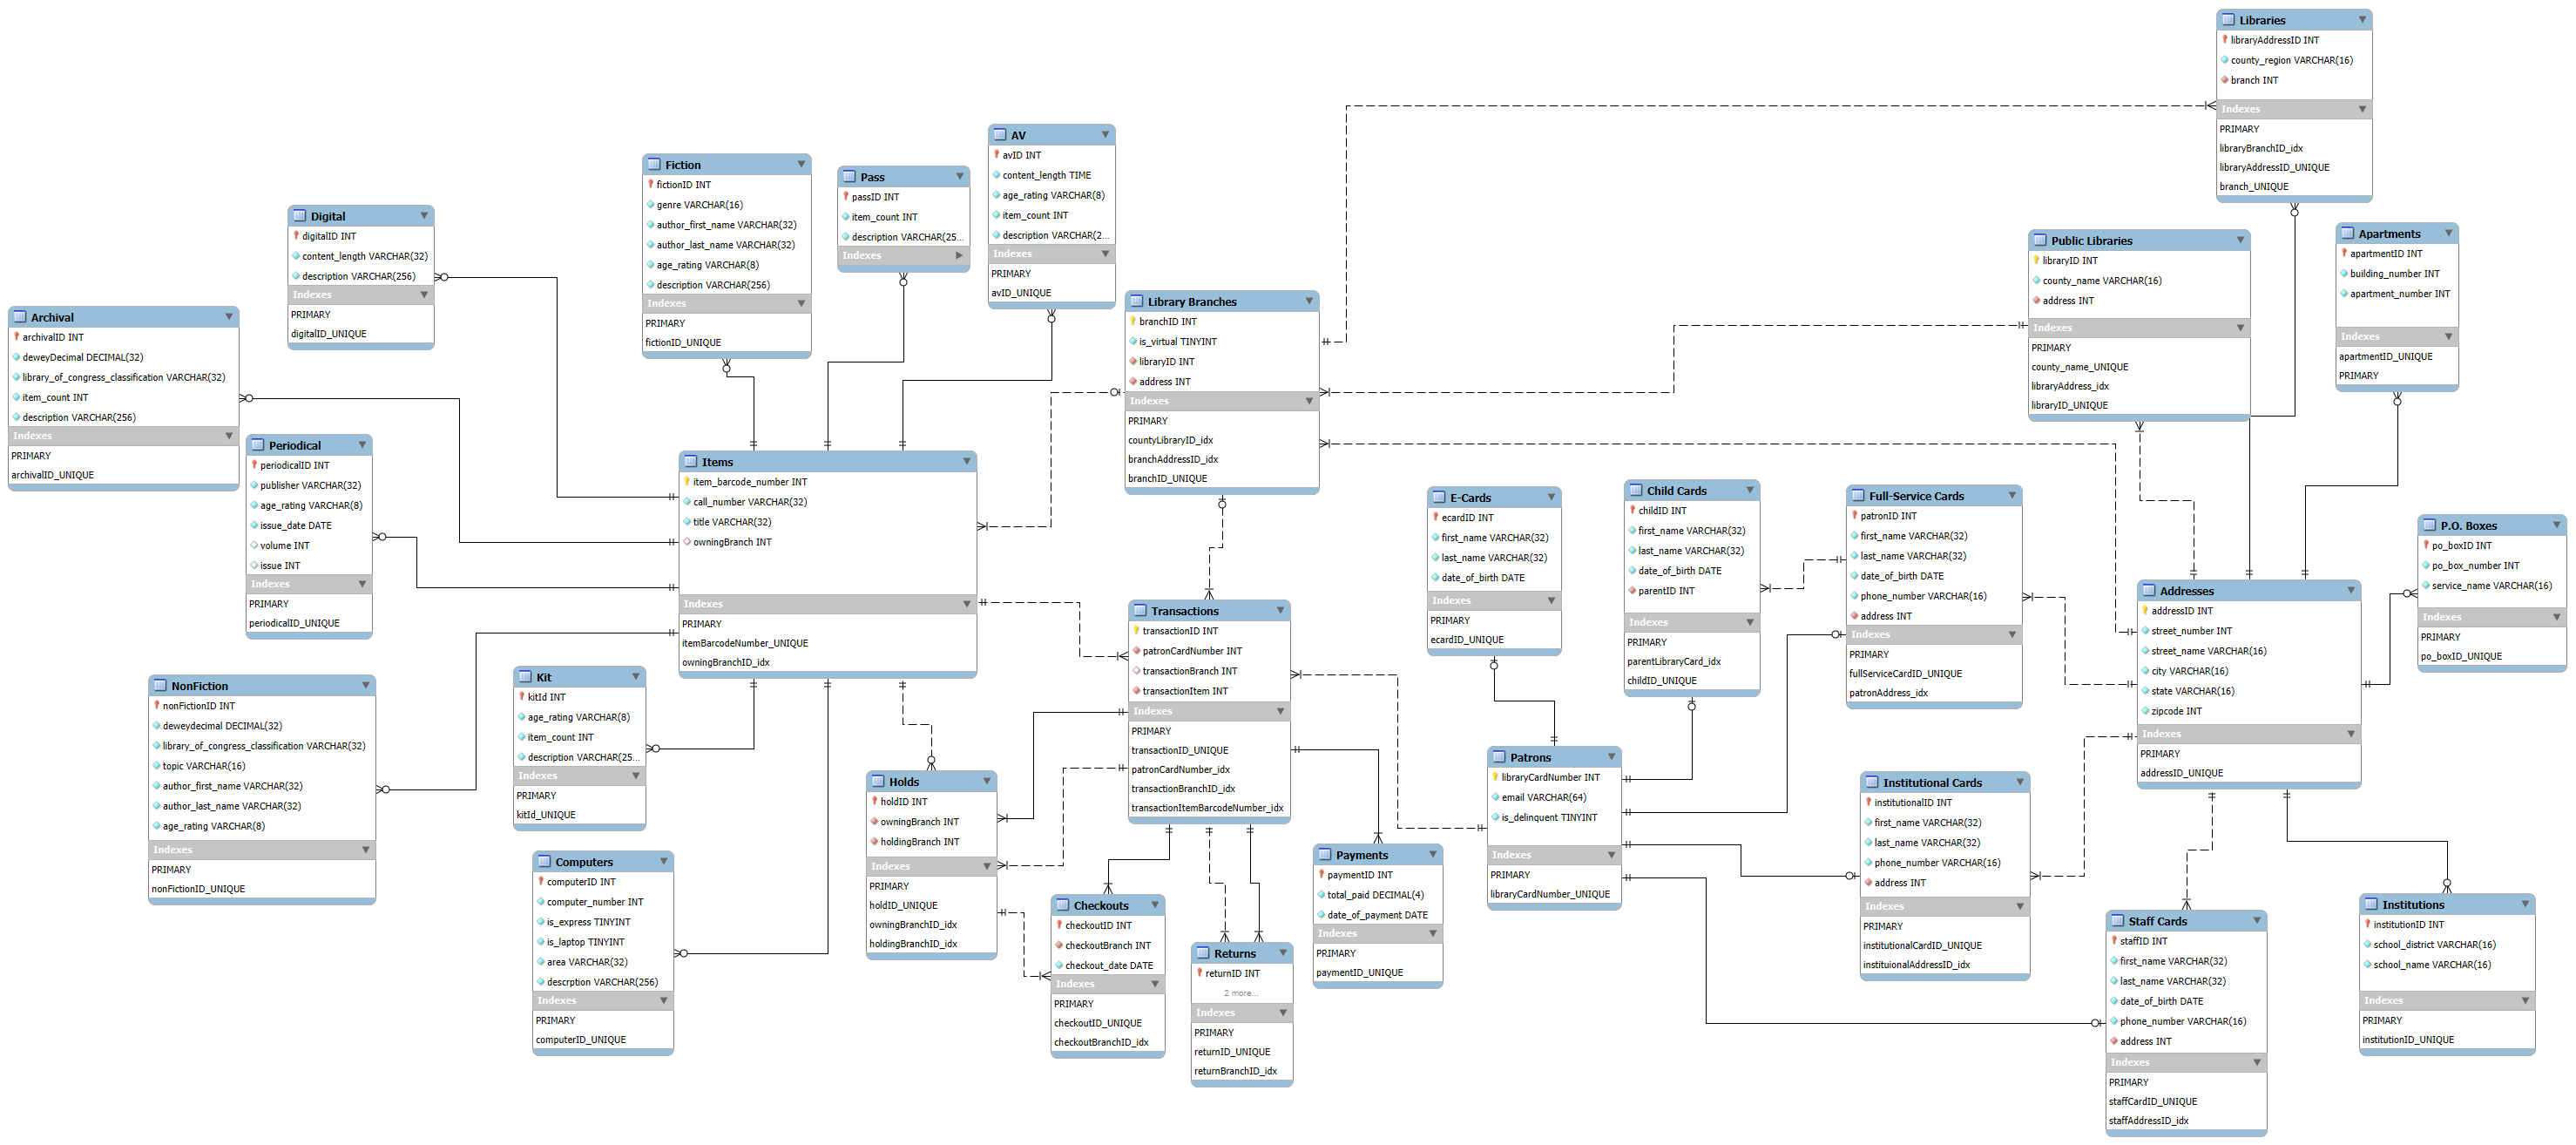 Libraries
libraryAddressID INT
county_region VARCHAR(16)
branch INT
Indexes
PRIMARY
libraryBranchID_idx
libraryAddressID_UNIQUE
branch_UNIQUE
AV
avID INT
content_length TIME
age_rating VARCHAR(8)
item_count INT
description VARCHAR(2...
Indexes
PRIMARY
avID_UNIQUE
Fiction
fictionID INT
genre VARCHAR(16)
author_first_name VARCHAR(32)
author_last_name VARCHAR(32)
age_rating VARCHAR(8)
description VARCHAR(256)
Indexes
PRIMARY
fictionID_UNIQUE
Pass
passID INT
item_count INT
description VARCHAR(25...
Indexes
Digital
digitalID INT
content_length VARCHAR(32)
description VARCHAR(256)
Indexes
PRIMARY
digitalID_UNIQUE
Public Libraries
libraryID INT
county_name VARCHAR(16)
address INT
Indexes
PRIMARY
county_name_UNIQUE
libraryAddress_idx
libraryID_UNIQUE
Apartments
apartmentID INT
building_number INT
apartment_number INT
Indexes
apartmentID_UNIQUE
PRIMARY
Library Branches
branchID INT
is_virtual TINYINT
libraryID INT
address INT
Indexes
PRIMARY
countyLibraryID_idx
branchAddressID_idx
branchID_UNIQUE
Archival
archivalID INT
deweyDecimal DECIMAL(32)
library_of_congress_classification VARCHAR(32)
item_count INT
description VARCHAR(256)
Indexes
PRIMARY
archivalID_UNIQUE
Periodical
periodicalID INT
publisher VARCHAR(32)
age_rating VARCHAR(8)
issue_date DATE
volume INT
issue INT
Indexes
PRIMARY
periodicalID_UNIQUE
Items
item_barcode_number INT
call_number VARCHAR(32)
title VARCHAR(32)
owningBranch INT
Indexes
PRIMARY
itemBarcodeNumber_UNIQUE
owningBranchID_idx
E-Cards
ecardID INT
first_name VARCHAR(32)
last_name VARCHAR(32)
date_of_birth DATE
Indexes
PRIMARY
ecardID_UNIQUE
Child Cards
childID INT
first_name VARCHAR(32)
last_name VARCHAR(32)
date_of_birth DATE
parentID INT
Indexes
PRIMARY
parentLibraryCard_idx
childID_UNIQUE
Full-Service Cards
patronID INT
first_name VARCHAR(32)
last_name VARCHAR(32)
date_of_birth DATE
phone_number VARCHAR(16)
address INT
Indexes
PRIMARY
fullServiceCardID_UNIQUE
patronAddress_idx
P.O. Boxes
po_boxID INT
po_box_number INT
service_name VARCHAR(16)
Indexes
PRIMARY
po_boxID_UNIQUE
Addresses
addressID INT
street_number INT
street_name VARCHAR(16)
city VARCHAR(16)
state VARCHAR(16)
zipcode INT
Indexes
PRIMARY
addressID_UNIQUE
Transactions
transactionID INT
patronCardNumber INT
transactionBranch INT
transactionItem INT
Indexes
PRIMARY
transactionID_UNIQUE
patronCardNumber_idx
transactionBranchID_idx
transactionItemBarcodeNumber_idx
NonFiction
nonFictionID INT
deweydecimal DECIMAL(32)
library_of_congress_classification VARCHAR(32)
topic VARCHAR(16)
author_first_name VARCHAR(32)
author_last_name VARCHAR(32)
age_rating VARCHAR(8)
Indexes
PRIMARY
nonFictionID_UNIQUE
Kit
kitId INT
age_rating VARCHAR(8)
item_count INT
description VARCHAR(25...
Indexes
PRIMARY
kitId_UNIQUE
Patrons
libraryCardNumber INT
email VARCHAR(64)
is_delinquent TINYINT
Indexes
PRIMARY
libraryCardNumber_UNIQUE
Holds
holdID INT
owningBranch INT
holdingBranch INT
Indexes
PRIMARY
holdID_UNIQUE
owningBranchID_idx
holdingBranchID_idx
Institutional Cards
institutionalID INT
first_name VARCHAR(32)
last_name VARCHAR(32)
phone_number VARCHAR(16)
address INT
Indexes
PRIMARY
institutionalCardID_UNIQUE
instituionalAddressID_idx
Computers
computerID INT
computer_number INT
is_express TINYINT
is_laptop TINYINT
area VARCHAR(32)
descrption VARCHAR(256)
Indexes
PRIMARY
computerID_UNIQUE
Payments
paymentID INT
total_paid DECIMAL(4)
date_of_payment DATE
Indexes
PRIMARY
paymentID_UNIQUE
Checkouts
checkoutID INT
checkoutBranch INT
checkout_date DATE
Indexes
PRIMARY
checkoutID_UNIQUE
checkoutBranchID_idx
Returns
returnID INT
2 more...
Indexes
PRIMARY
returnID_UNIQUE
returnBranchID_idx
Staff Cards
staffID INT
first_name VARCHAR(32)
last_name VARCHAR(32)
date_of_birth DATE
phone_number VARCHAR(16)
address INT
Indexes
PRIMARY
staffCardID_UNIQUE
staffAddressID_idx
Institutions
institutionID INT
school_district VARCHAR(16)
school_name VARCHAR(16)
Indexes
PRIMARY
institutionID_UNIQUE